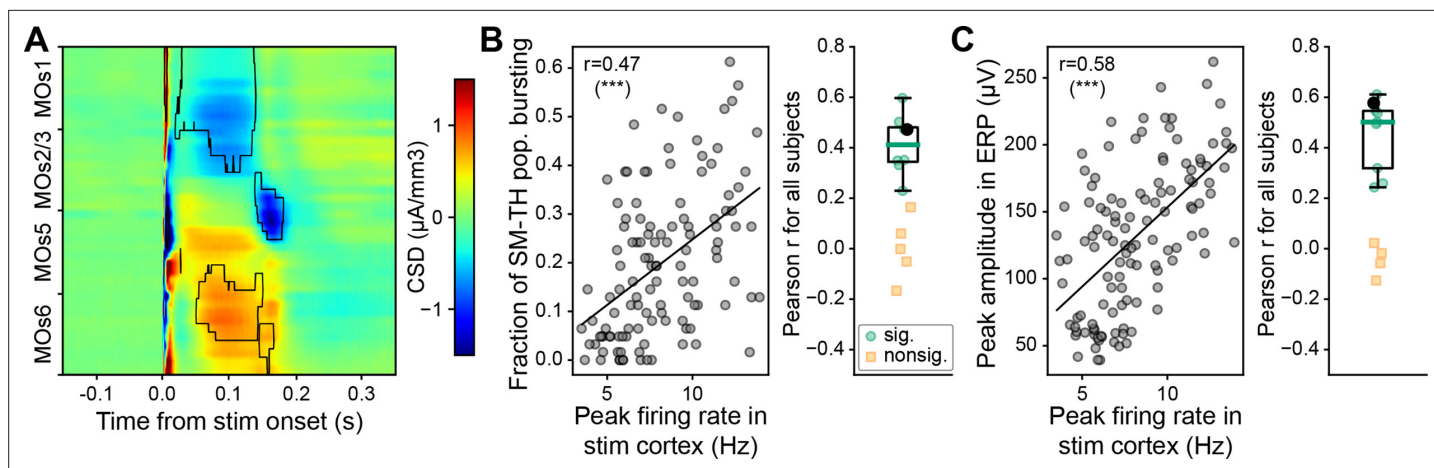 A
MOs1
MOs2/3
MOs5
MOs6
-0.1
0.0
0.1
0.2
0.3
Time from stim onset (s)
1
0
−1
CSD (µA/mm3)
B
r=0.47
(***)
0.6
0.5
0.4
0.3
0.2
0.1
0.0
Fraction of SM-TH pop. bursting
5
10
Peak firing rate in
stim cortex (Hz)
0.8
0.6
0.4
0.2
0.0
−0.2
−0.4
Pearson r for all subjects
sig.
nonsig.
C
r=0.58
(***)
250
200
150
100
50
Peak amplitude in ERP (µV)
5
10
Peak firing rate in
stim cortex (Hz)
0.8
0.6
0.4
0.2
0.0
−0.2
−0.4
Pearson r for all subjects